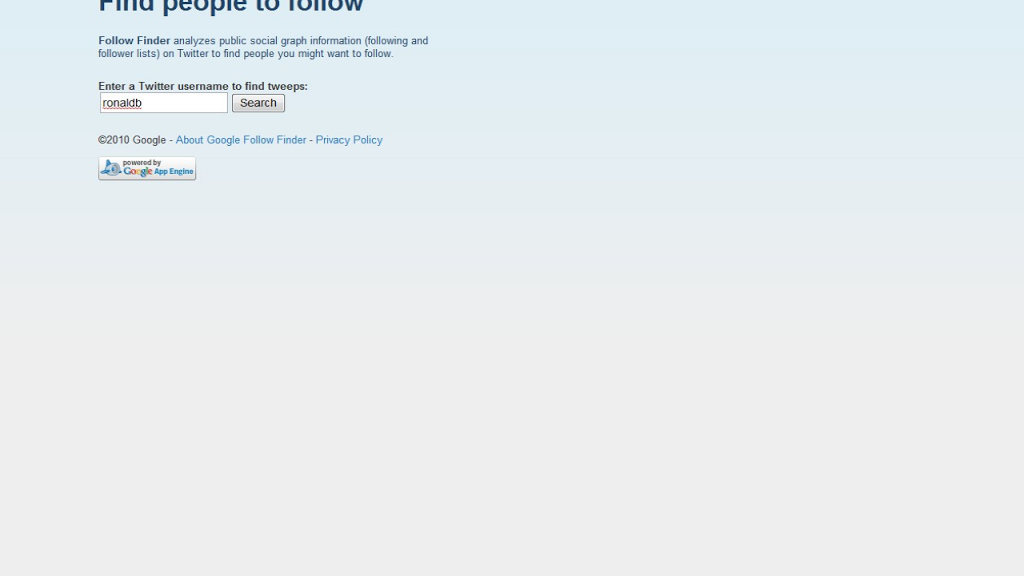 Find people to follow
Follow Finder analyzes public social graph information (following and
follower lists) on Twitter to find people you might want to follow.
Enter a Twitter username to find tweeps:
ronaldb Search
©2010 Google - About Google Follow Finder - Privacy Policy
powered by
Google App Engine